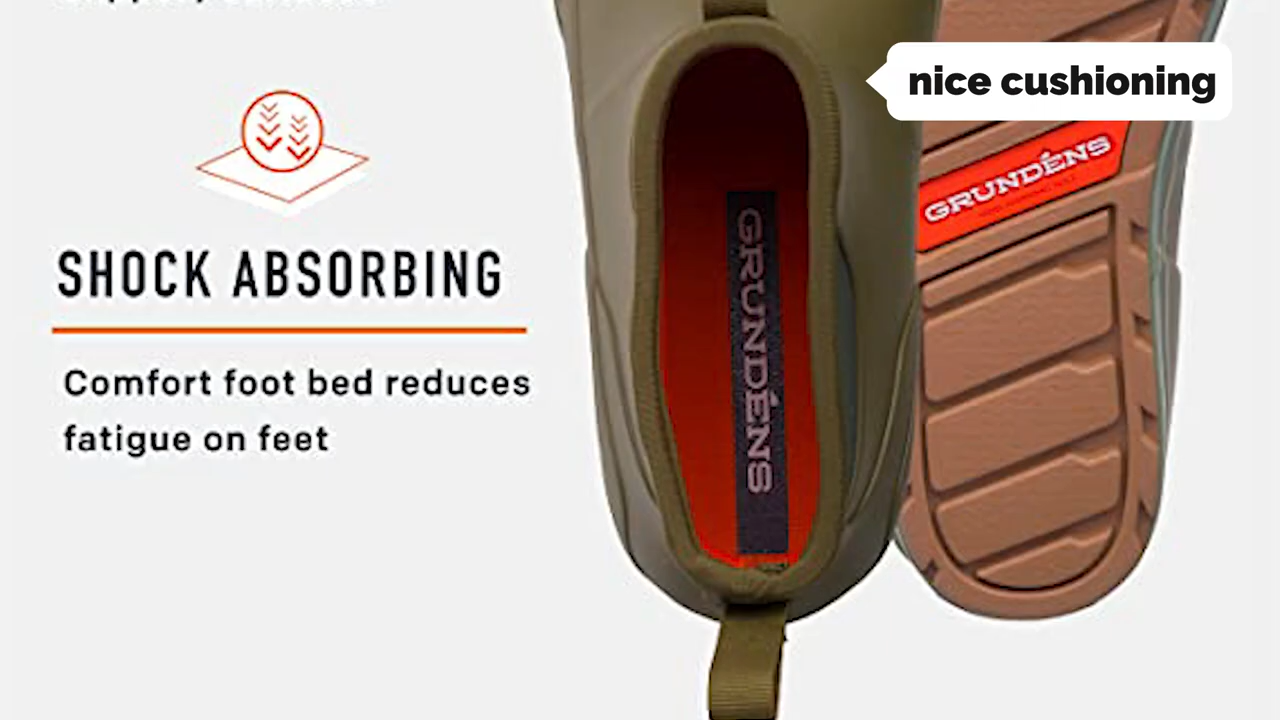 nice cushioning
GRUNDÉNS
SHOCK ABSORBING
GRUNDÉNS
Comfort foot bed reduces
fatigue on feet